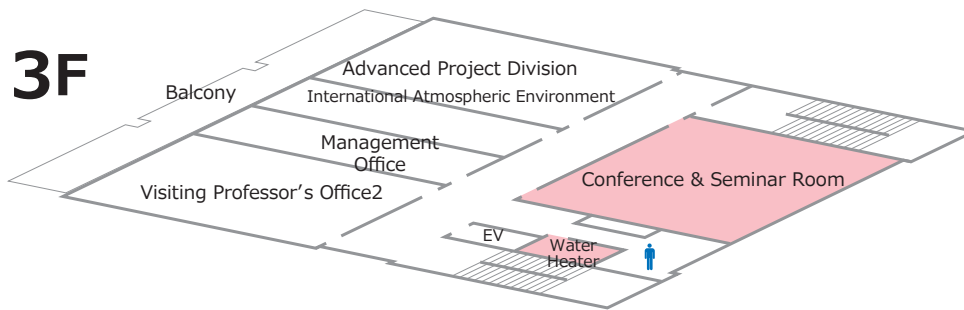 3F
Balcony
Advanced Project Division
International Atmospheric Environment
Management
Office
Visiting Professor’s Office2
Conference & Seminar Room
EV
Water
Heater